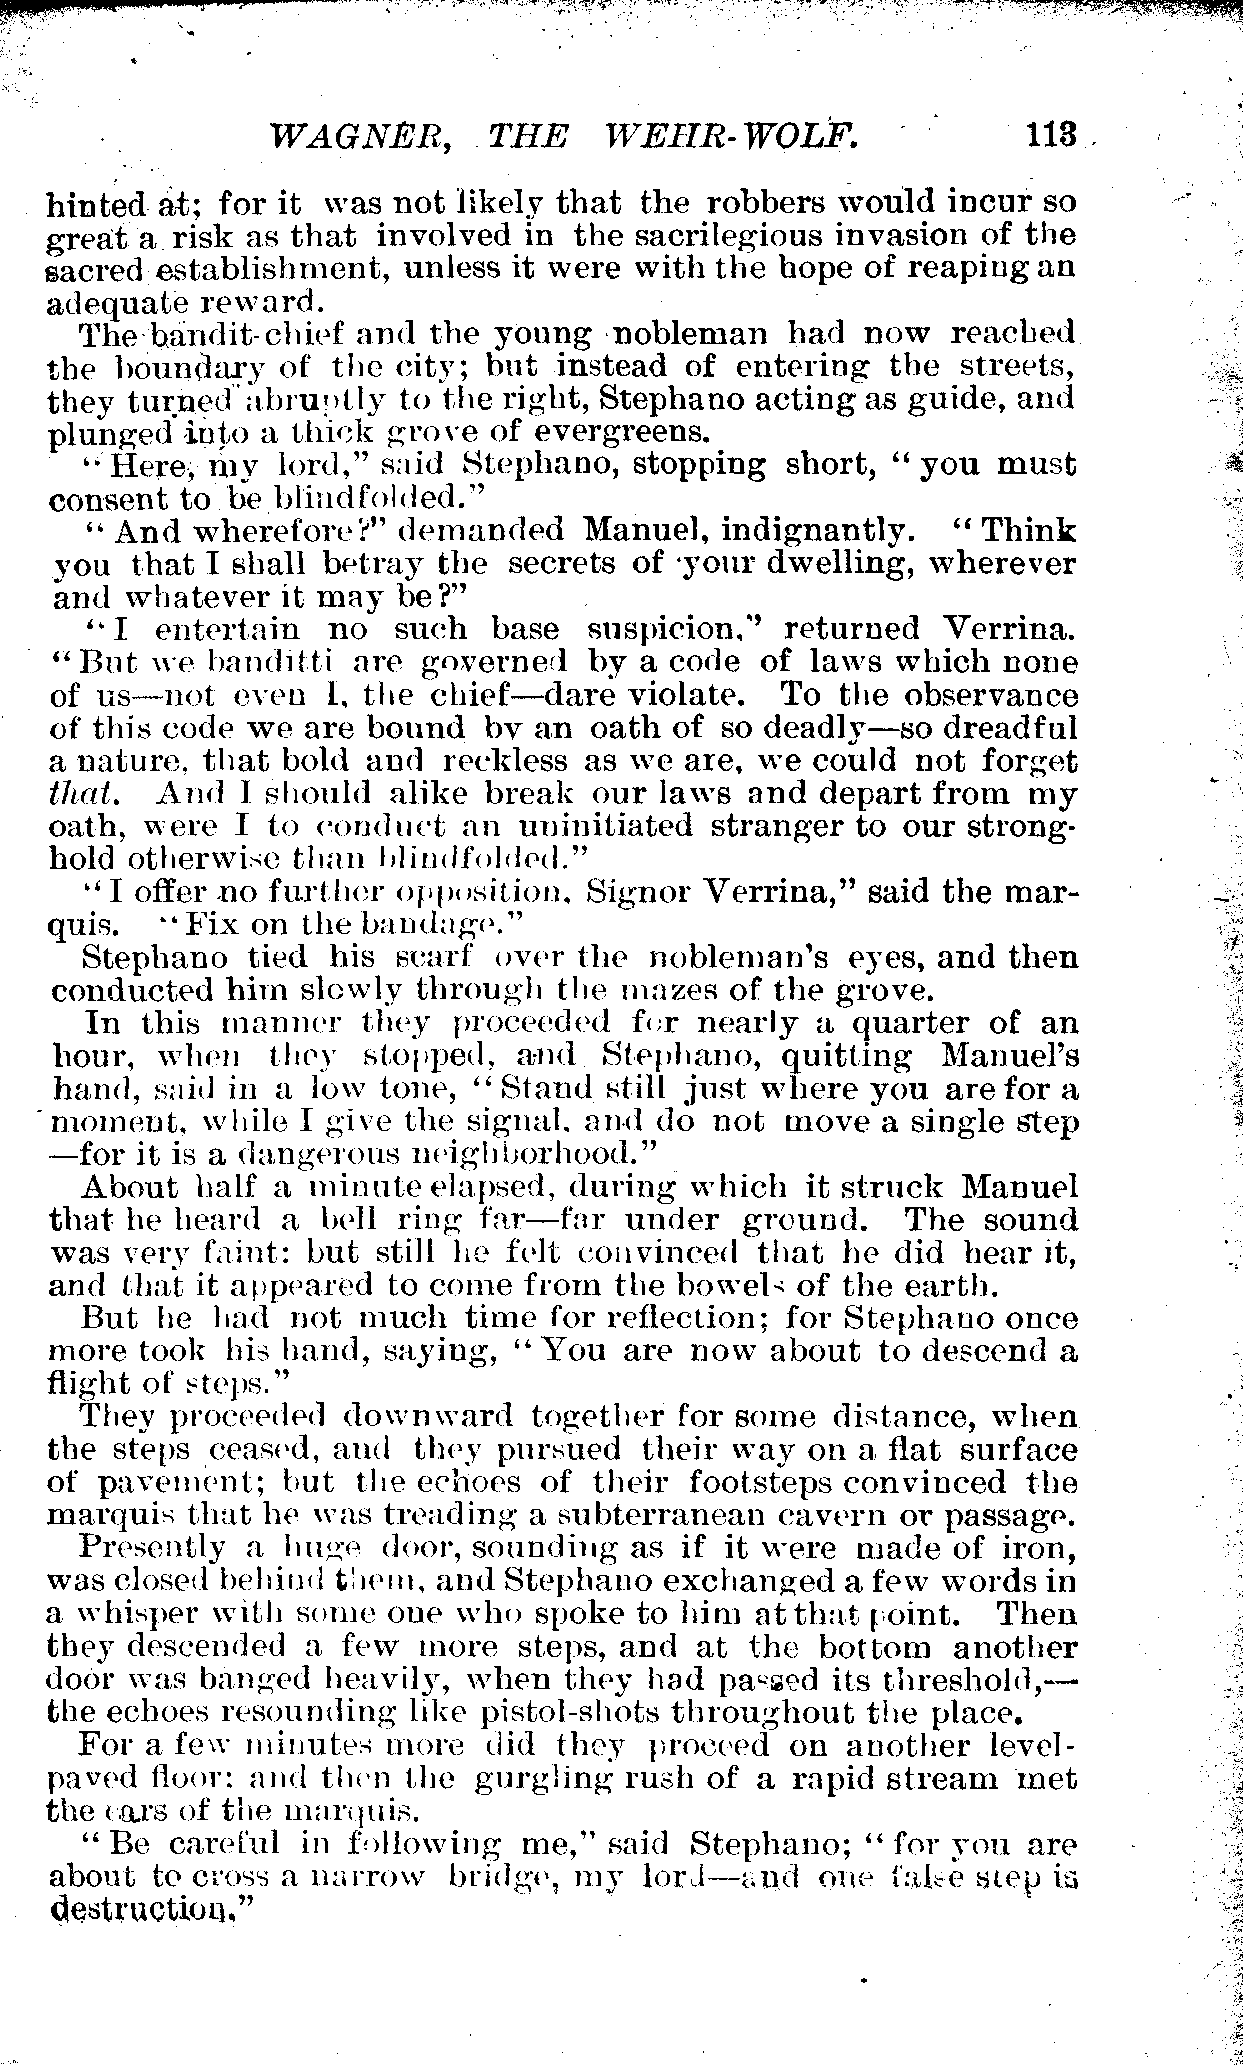 WAGNER, THE WEHR-WOLF. 113
hinted at; for it was not likely that the robbers would incur so
great a risk as that involved in the sacrilegious invasion of the
sacred establishment, unless it were with the hope of reaping an
adequate reward.
The bandit-chief and the young nobleman had now reached
the boundary of the city; but instead of entering the streets,
they turned abruptly to the right, Stephano acting as guide, and
plunged into a thick grove of evergreens.
“Here, my lord,” said Stephano, stopping short, “you must
consent to be blindfolded.”
“And wherefore?” demanded Manuel, indignantly. “Think
you that I shall betray the secrets of your dwelling, wherever
and whatever it may be?”
“I entertain no such base suspicion,” returned Verrina.
“But we banditti are governed by a code of laws which none
of us—not even I, the chief—dare violate. To the observance
of this code we are bound by an oath of so deadly—so dreadful
a nature, that bold and reckless as we are, we could not forget
that. And I should alike break our laws and depart from my
oath, were I to conduct an uninitiated stranger to our strong-
hold otherwise than blindfolded.”
“I offer no further opposition, Signor Verrina,” said the mar-
quis. “Fix on the bandage.”
Stephano tied his scarf over the nobleman's eyes, and then
conducted him slowly through the mazes of the grove.
In this manner they proceeded for nearly a quarter of an
hour, when they stopped, and Stephano, quitting Manuel's
hand, said in a low tone, “Stand still just where you are for a
moment, while I give the signal, and do not move a single step
—for it is a dangerous neighborhood.”
About half a minute elapsed, during which it struck Manuel
that he heard a bell ring far—far under ground. The sound
was very faint: but still he felt convinced that he did hear it,
and that it appeared to come from the bowels of the earth.
But he had not much time for reflection; for Stephano once
more took his hand, saying, “You are now about to descend a
flight of steps.”
They proceeded downward together for some distance, when
the steps ceased, and they pursued their way on a flat surface
of pavement; but the echoes of their footsteps convinced the
marquis that he was treading a subterranean cavern or passage.
Presently a huge door, sounding as if it were made of iron,
was closed behind them, and Stephano exchanged a few words in
a whisper with some one who spoke to him at that point. Then
they descended a few more steps, and at the bottom another
door was banged heavily, when they had passed its threshold,—
the echoes resounding like pistol-shots throughout the place.
For a few minutes more did they proceed on another level-
paved floor: and then the gurgling rush of a rapid stream met
the ears of the marquis.
“Be careful in following me,” said Stephano; “for you are
about to cross a narrow bridge, my lord—and one false step is
destruction.”